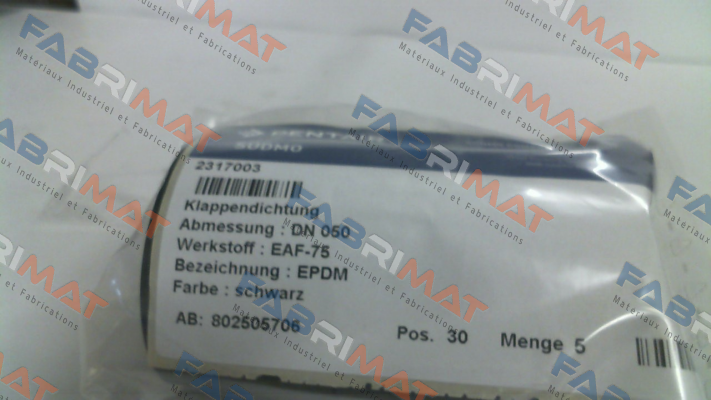 PENTAIR
SÜDMO
2317003
Klappendichtung
Abmessung : DN 050
Werkstoff : EAF-75
Bezeichnung : EPDM
Farbe : schwarz
AB: 802505706
Pos. 30 Menge 5
FABRIMAT
Materiaux Industriel et Fabrications